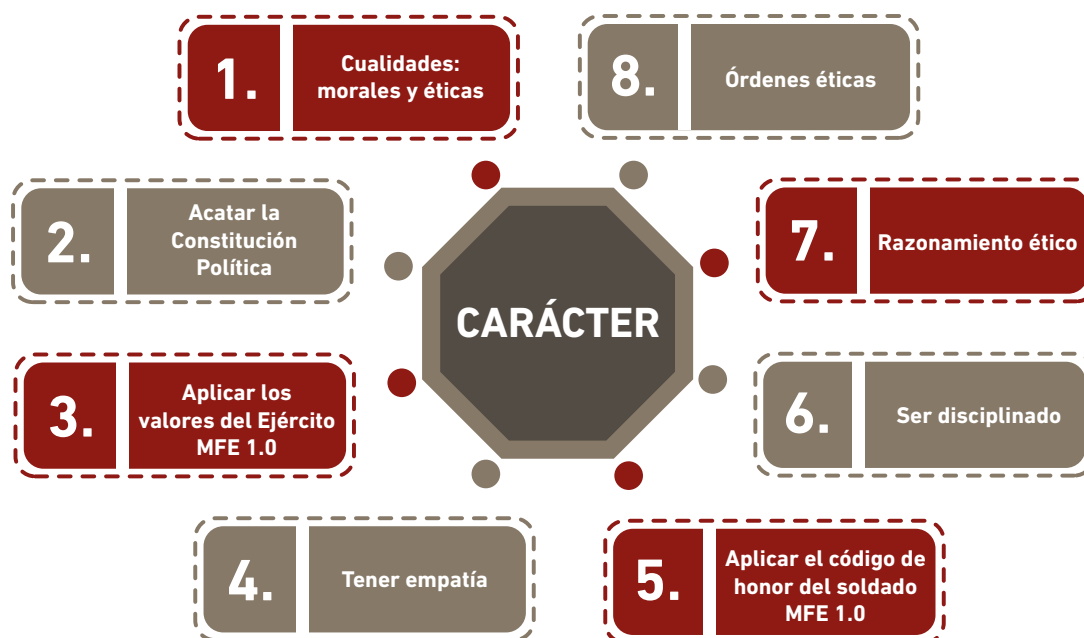 1.
Cualidades:
morales y éticas
2.
Acatar la
Constitución
Política
3.
Aplicar los
valores del Ejército
MFE 1.0
4.
Tener empatía
5.
Aplicar el código de
honor del soldado
MFE 1.0
6.
Ser disciplinado
7.
Razonamiento ético
8.
Órdenes éticas
CARÁCTER